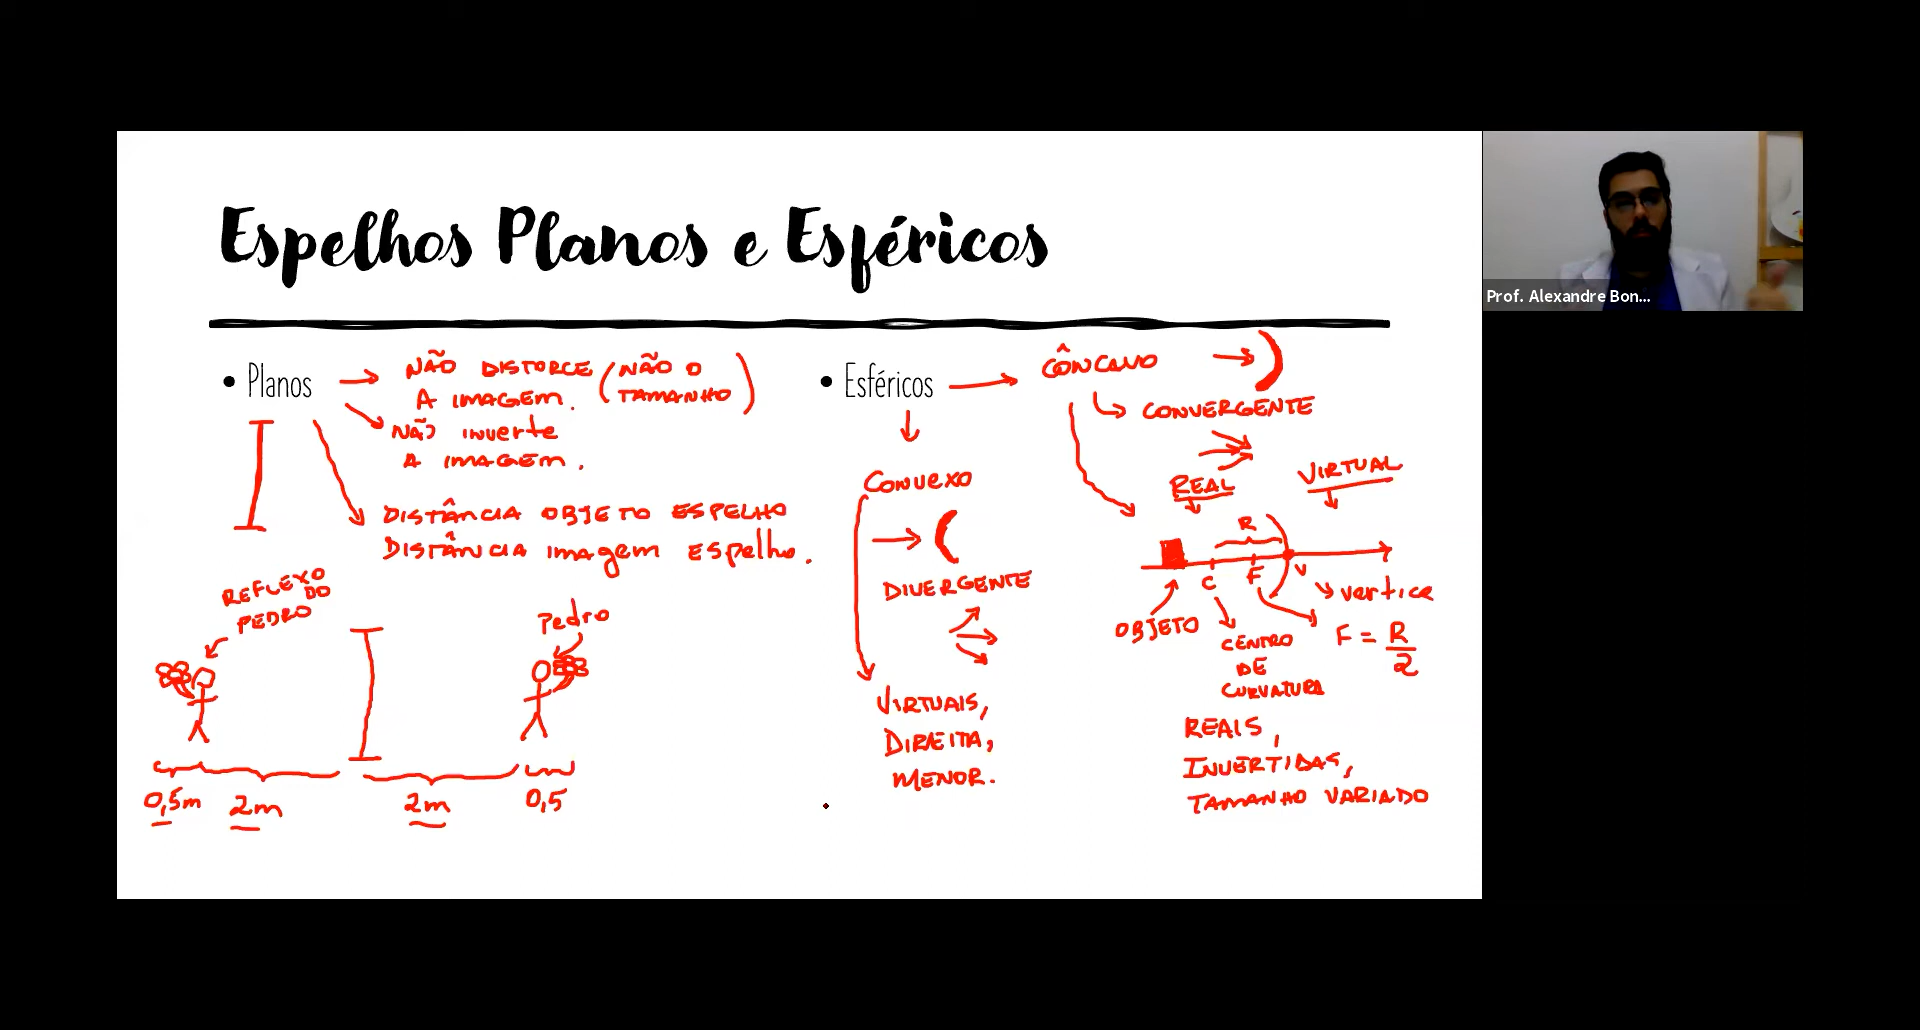 Espelhos Planos e Esféricos
Prof. Alexandre Bon...
• Planos
NÃO DISTORCE (NÃO O
A IMAGEM. TAMANHO)
NÃO INVERTE
A IMAGEM.
DISTÂNCIA OBJETO ESPELHO
DISTÂNCIA IMAGEM ESPELHO.
REFLEXO
DO
PEDRO
Pedro
0,5m 2m 2m 0,5
• Esféricos
CÔNCAVO
CONVERGENTE
CONVEXO
DIVERGENTE
VIRTUAIS,
DIREITA,
MENOR.
REAL
VIRTUAL
R
C F V
vértice
OBJETO
CENTRO
DE
CURVATURA
F = R
2
REAIS,
INVERTIDAS,
TAMANHO VARIADO